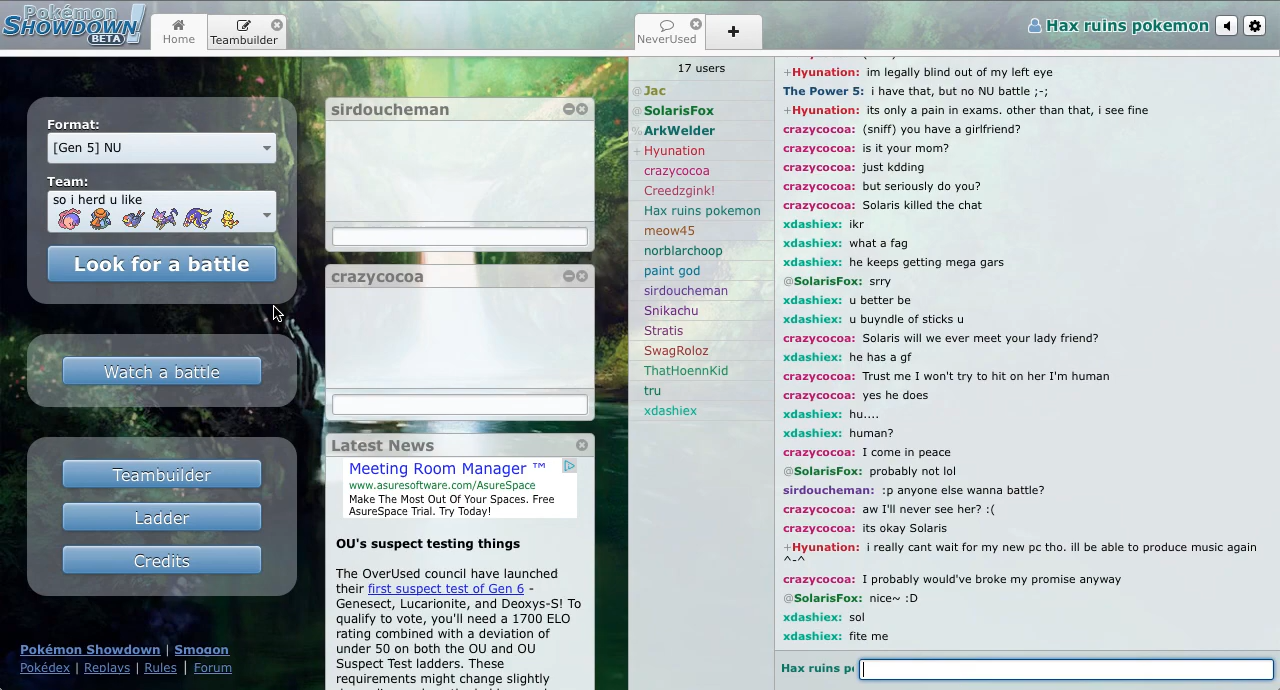 Pokémon
SHOWDOWN!
BETA
Home
Teambuilder
NeverUsed
+
Hax ruins pokemon
Format:
[Gen 5] NU
Team:
so i herd u like
Look for a battle
Watch a battle
Teambuilder
Ladder
Credits
Pokémon Showdown | Smogon
Pokédex | Replays | Rules | Forum
sirdoucheman
crazycocoa
Latest News
Meeting Room Manager ™
www.asuresoftware.com/AsureSpace
Make The Most Out Of Your Spaces. Free
AsureSpace Trial. Try Today!
OU's suspect testing things
The OverUsed council have launched
their first suspect test of Gen 6 -
Genesect, Lucarionite, and Deoxys-S! To
qualify to vote, you'll need a 1700 ELO
rating combined with a deviation of
under 50 on both the OU and OU
Suspect Test ladders. These
requirements might change slightly
17 users
@Jac
@SolarisFox
%ArkWelder
+Hyunation
crazycocoa
Creedzgink!
Hax ruins pokemon
meow45
norblarchoop
paint god
sirdoucheman
Snikachu
Stratis
SwagRoloz
ThatHoennKid
tru
xdashiex
+Hyunation: im legally blind out of my left eye
The Power 5: i have that, but no NU battle ;-;
+Hyunation: its only a pain in exams. other than that, i see fine
crazycocoa: (sniff) you have a girlfriend?
crazycocoa: is it your mom?
crazycocoa: just kdding
crazycocoa: but seriously do you?
crazycocoa: Solaris killed the chat
xdashiex: ikr
xdashiex: what a fag
xdashiex: he keeps getting mega gars
@SolarisFox: srry
xdashiex: u better be
xdashiex: u buyndle of sticks u
crazycocoa: Solaris will we ever meet your lady friend?
xdashiex: he has a gf
crazycocoa: Trust me I won't try to hit on her I'm human
crazycocoa: yes he does
xdashiex: hu....
xdashiex: human?
crazycocoa: I come in peace
@SolarisFox: probably not lol
sirdoucheman: :p anyone else wanna battle?
crazycocoa: aw I'll never see her? :(
crazycocoa: its okay Solaris
+Hyunation: i really cant wait for my new pc tho. ill be able to produce music again
^-^
crazycocoa: I probably would've broke my promise anyway
@SolarisFox: nice~ :D
xdashiex: sol
xdashiex: fite me
Hax ruins p